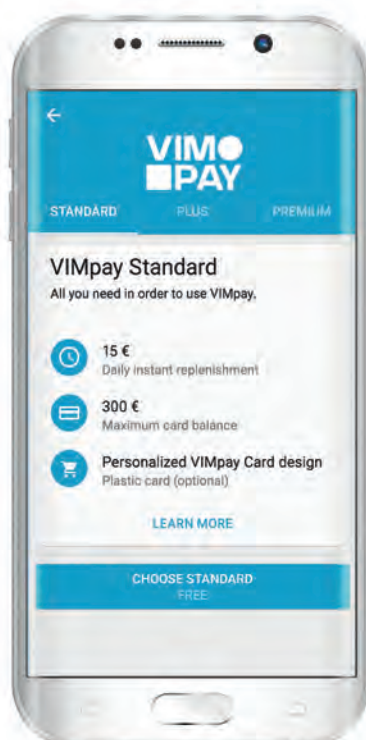 VIMO
PAY
STANDARD
PLUS
PREMIUM
VIMpay Standard
All you need in order to use VIMpay.
15 €
Daily instant replenishment
300 €
Maximum card balance
Personalized VIMpay Card design
Plastic card (optional)
LEARN MORE
CHOOSE STANDARD
FREE